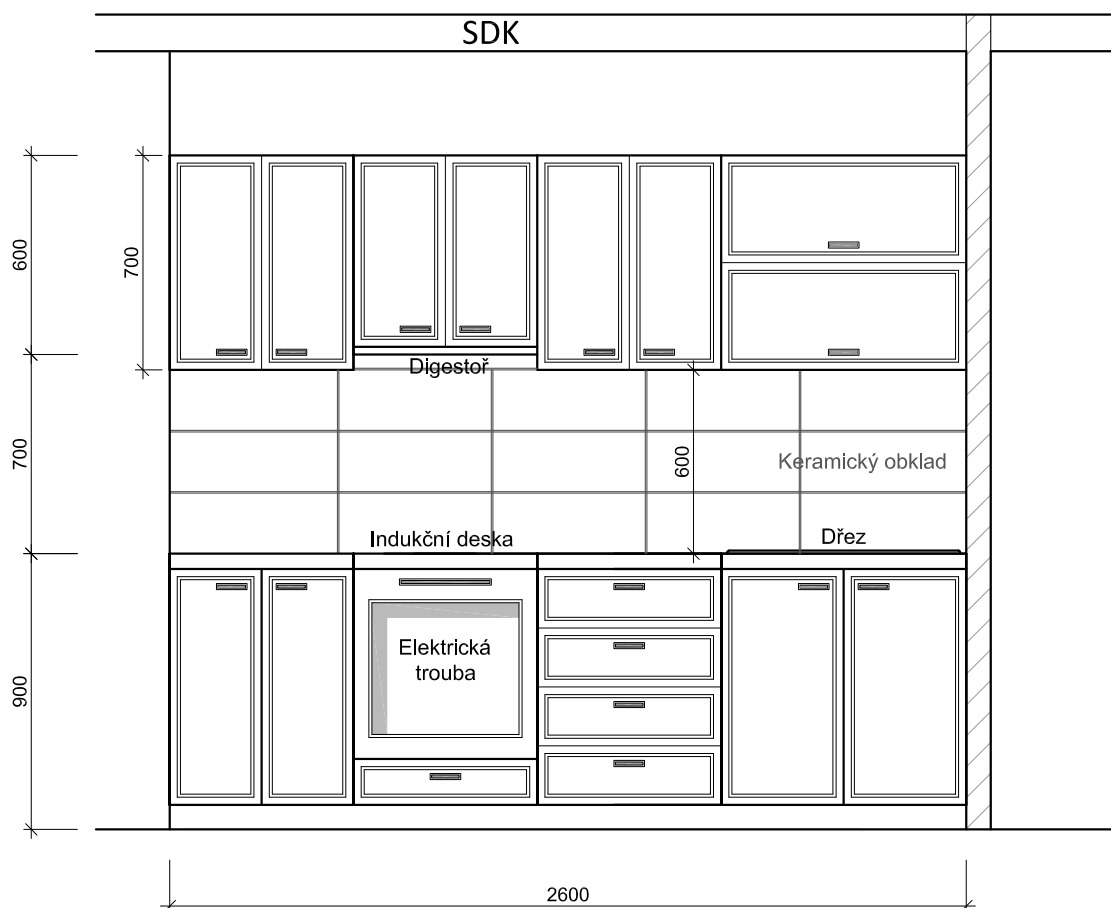 SDK
600
700
Digestoř
700
600
Keramický obklad
Indukční deska
Dřez
Elektrická
trouba
900
2600